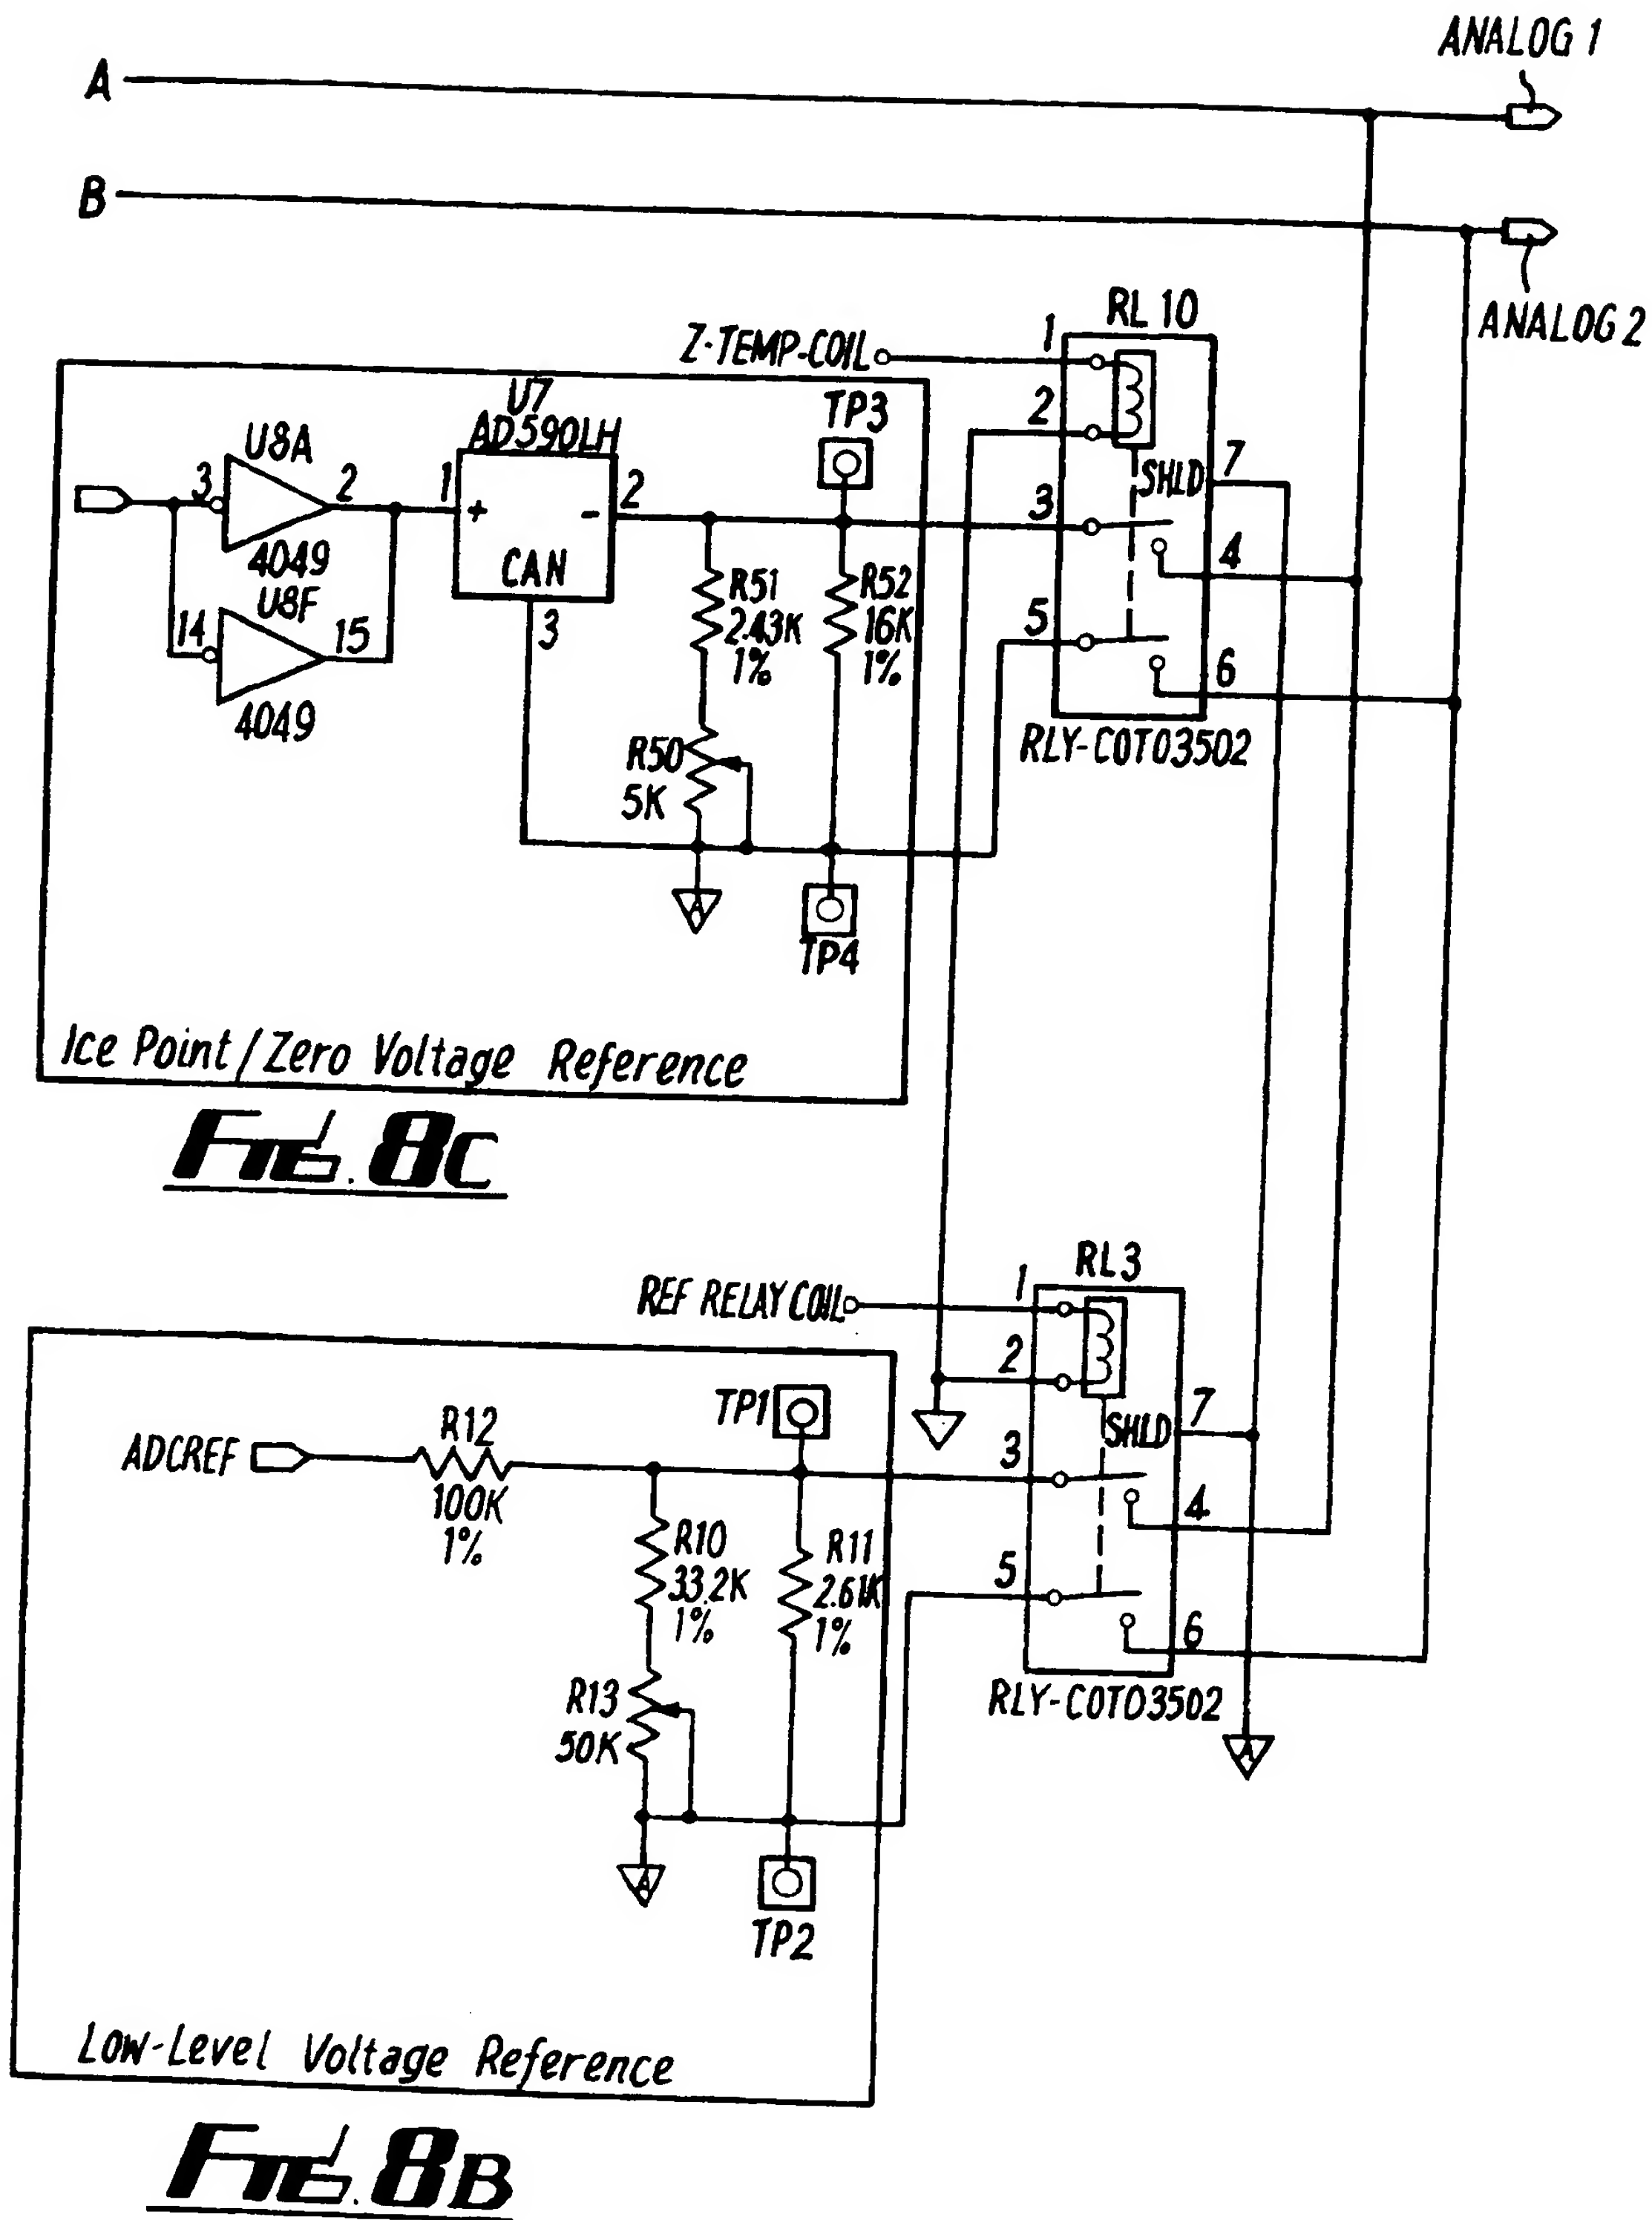 ANALOG 1
A
B
ANALOG 2
RL 10
Z-TEMP-COIL
1
2
3
4
5
6
7
SHLD
RLY-COTO3502
U7
AD590LH
1
2
3
+
-
CAN
TP3
U8A
3
2
4049
U8F
14
15
4049
R51
2.43K
1%
R52
16K
1%
R50
5K
A
TP4
Ice Point/Zero Voltage Reference
FIG. 8C
RL3
REF RELAY COIL
1
2
3
4
5
6
7
SHLD
RLY-COTO3502
A
TP1
ADCREF
R12
100K
1%
R10
33.2K
1%
R11
2.61K
1%
R13
50K
A
TP2
Low-Level Voltage Reference
FIG. 8B